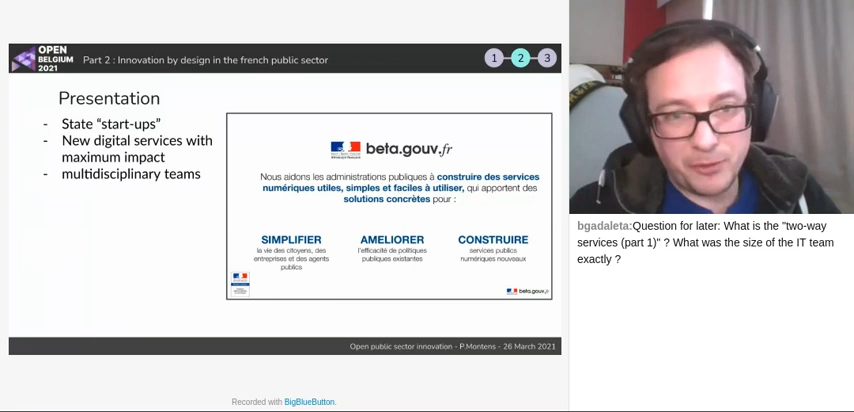 OPEN
BELGIUM
2021
Part 2 : Innovation by design in the french public sector
1 2 3
Presentation
- State “start-ups”
- New digital services with
maximum impact
- multidisciplinary teams
beta.gouv.fr
Nous aidons les administrations publiques à construire des services
numériques utiles, simples et faciles à utiliser, qui apportent des
solutions concrètes pour :
SIMPLIFIER
la vie des citoyens, des
entreprises et des agents
publics
AMELIORER
l'efficacité de politiques
publiques existantes
CONSTRUIRE
services publics
numériques nouveaux
beta.gouv.fr
Open public sector innovation - P.Montens - 26 March 2021
Recorded with BigBlueButton.
bgadaleta:Question for later: What is the "two-way
services (part 1)" ? What was the size of the IT team
exactly ?